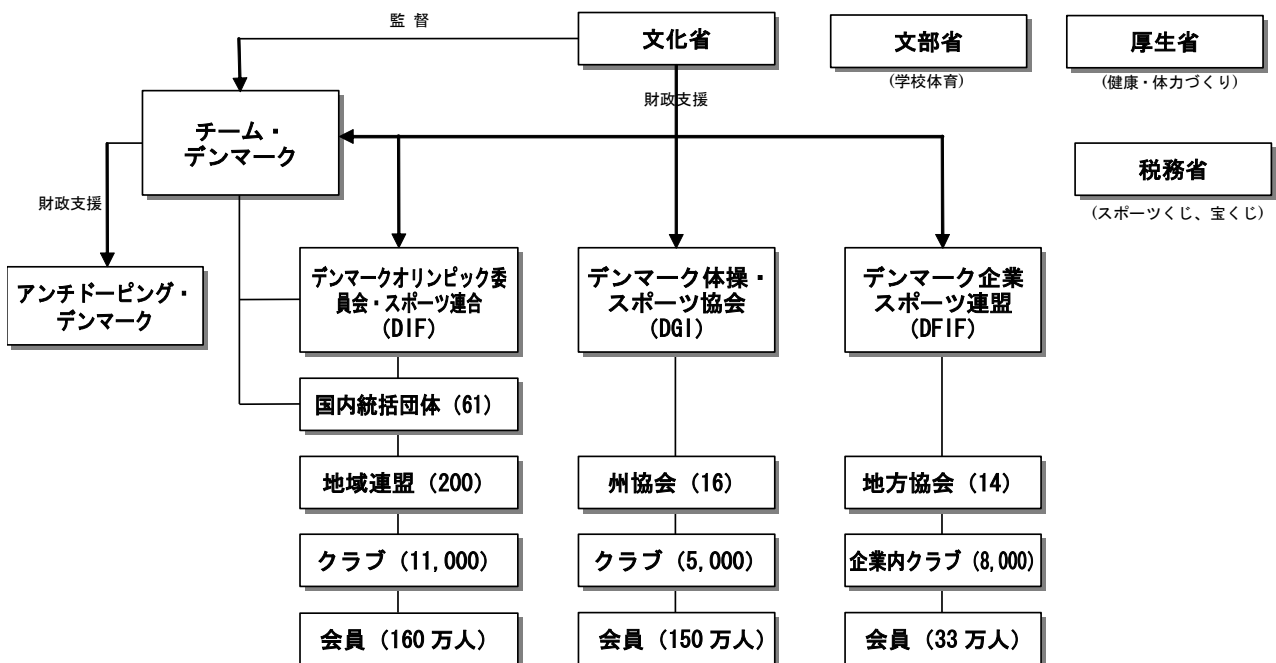 監 督
文化省
文部省
(学校体育)
厚生省
(健康・体力づくり)
財政支援
チーム・
デンマーク
税務省
(スポーツくじ、宝くじ)
財政支援
アンチドーピング・
デンマーク
デンマークオリンピック委
員会・スポーツ連合
(DIF)
デンマーク体操・
スポーツ協会
(DGI)
デンマーク企業
スポーツ連盟
(DFIF)
国内統括団体 (61)
地域連盟 (200)
州協会 (16)
地方協会 (14)
クラブ (11,000)
クラブ (5,000)
企業内クラブ (8,000)
会員 (160 万人)
会員 (150 万人)
会員 (33 万人)